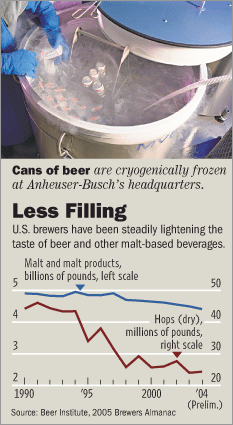 Cans of beer are cryogenically frozen
at Anheuser-Busch's headquarters.
Less Filling
U.S. brewers have been steadily lightening the
taste of beer and other malt-based beverages.
Malt and malt products,
billions of pounds, left scale
5
50
Hops (dry),
millions of pounds,
right scale
4
40
3
30
2
20
1990
'95
2000
'04
(Prelim.)
Source: Beer Institute, 2005 Brewers Almanac